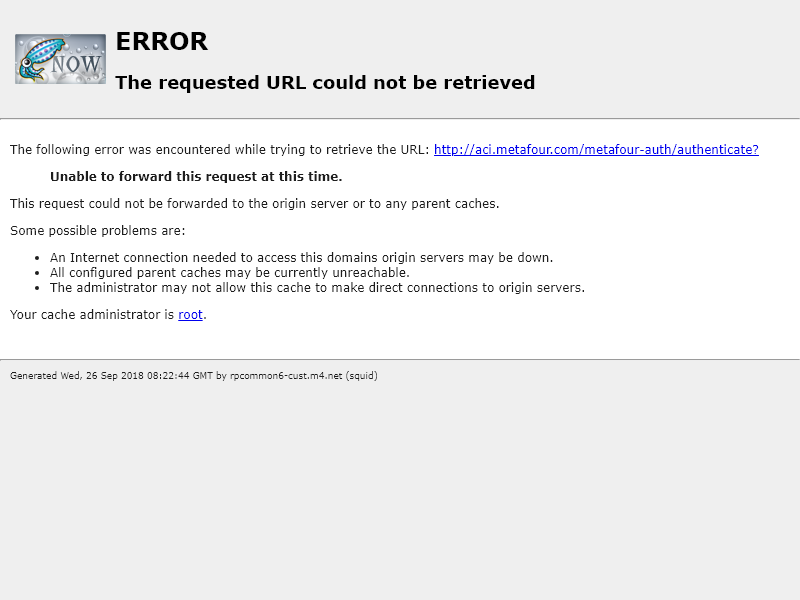 NOW
ERROR
The requested URL could not be retrieved
The following error was encountered while trying to retrieve the URL: http://aci.metafour.com/metafour-auth/authenticate?
Unable to forward this request at this time.
This request could not be forwarded to the origin server or to any parent caches.
Some possible problems are:
• An Internet connection needed to access this domains origin servers may be down.
• All configured parent caches may be currently unreachable.
• The administrator may not allow this cache to make direct connections to origin servers.
Your cache administrator is root.
Generated Wed, 26 Sep 2018 08:22:44 GMT by rpcommon6-cust.m4.net (squid)